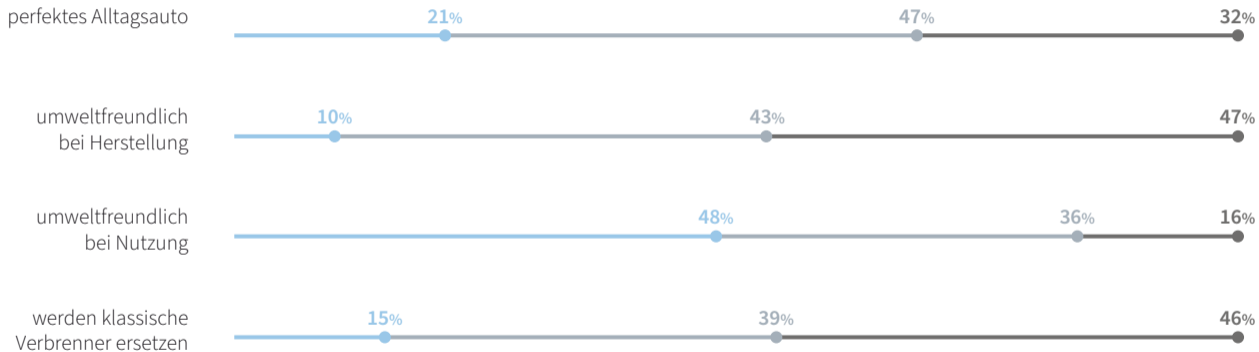 perfektes Alltagsauto
21% 47% 32%
umweltfreundlich
bei Herstellung
10% 43% 47%
umweltfreundlich
bei Nutzung
48% 36% 16%
werden klassische
Verbrenner ersetzen
15% 39% 46%